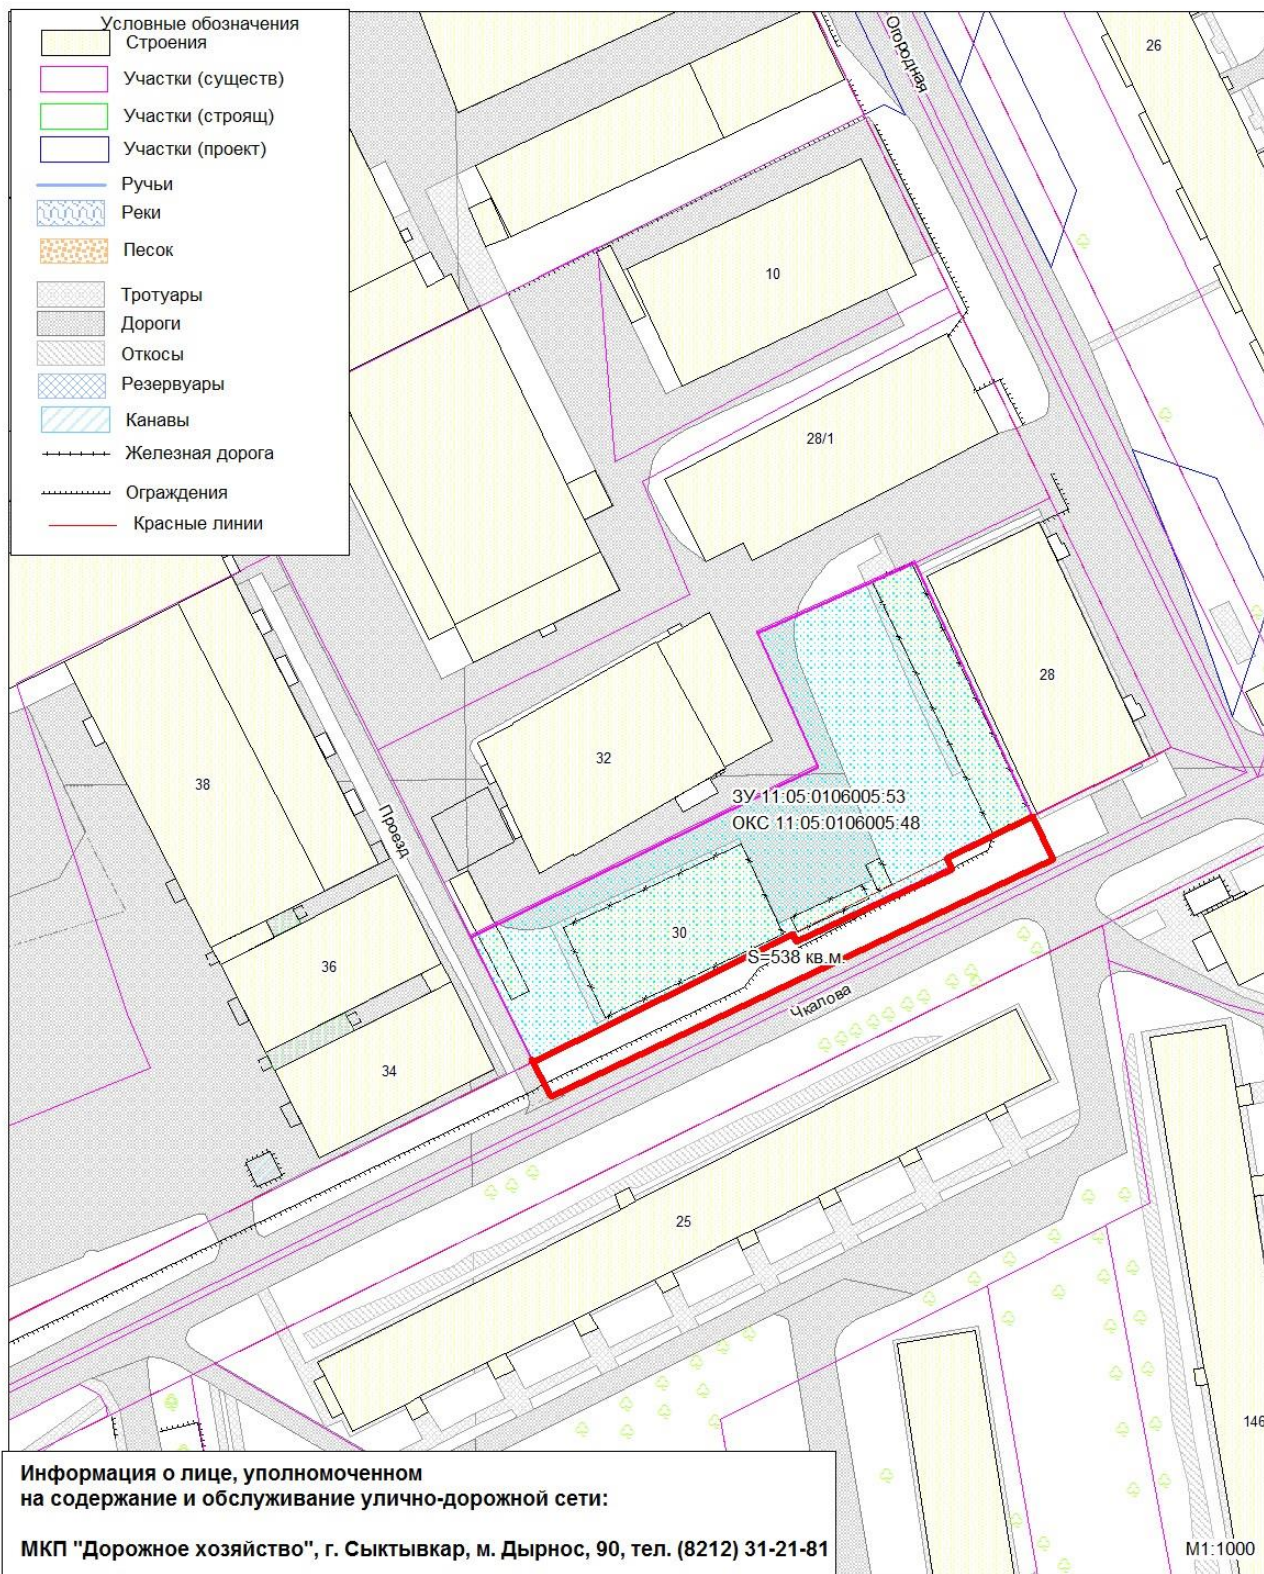 Условные обозначения
Строения
Участки (существ)
Участки (строящ)
Участки (проект)
Ручьи
Реки
Песок
Тротуары
Дороги
Откосы
Резервуары
Канавы
Железная дорога
Ограждения
Красные линии
Огородная
26
10
28/1
28
32
38
Проезд
ЗУ 11:05:0106005:53
ОКС 11:05:0106005:48
30
S=538 кв.м.
36
Чкалова
34
25
146
Информация о лице, уполномоченном
на содержание и обслуживание улично-дорожной сети:
МКП "Дорожное хозяйство", г. Сыктывкар, м. Дырнос, 90, тел. (8212) 31-21-81
М1:1000